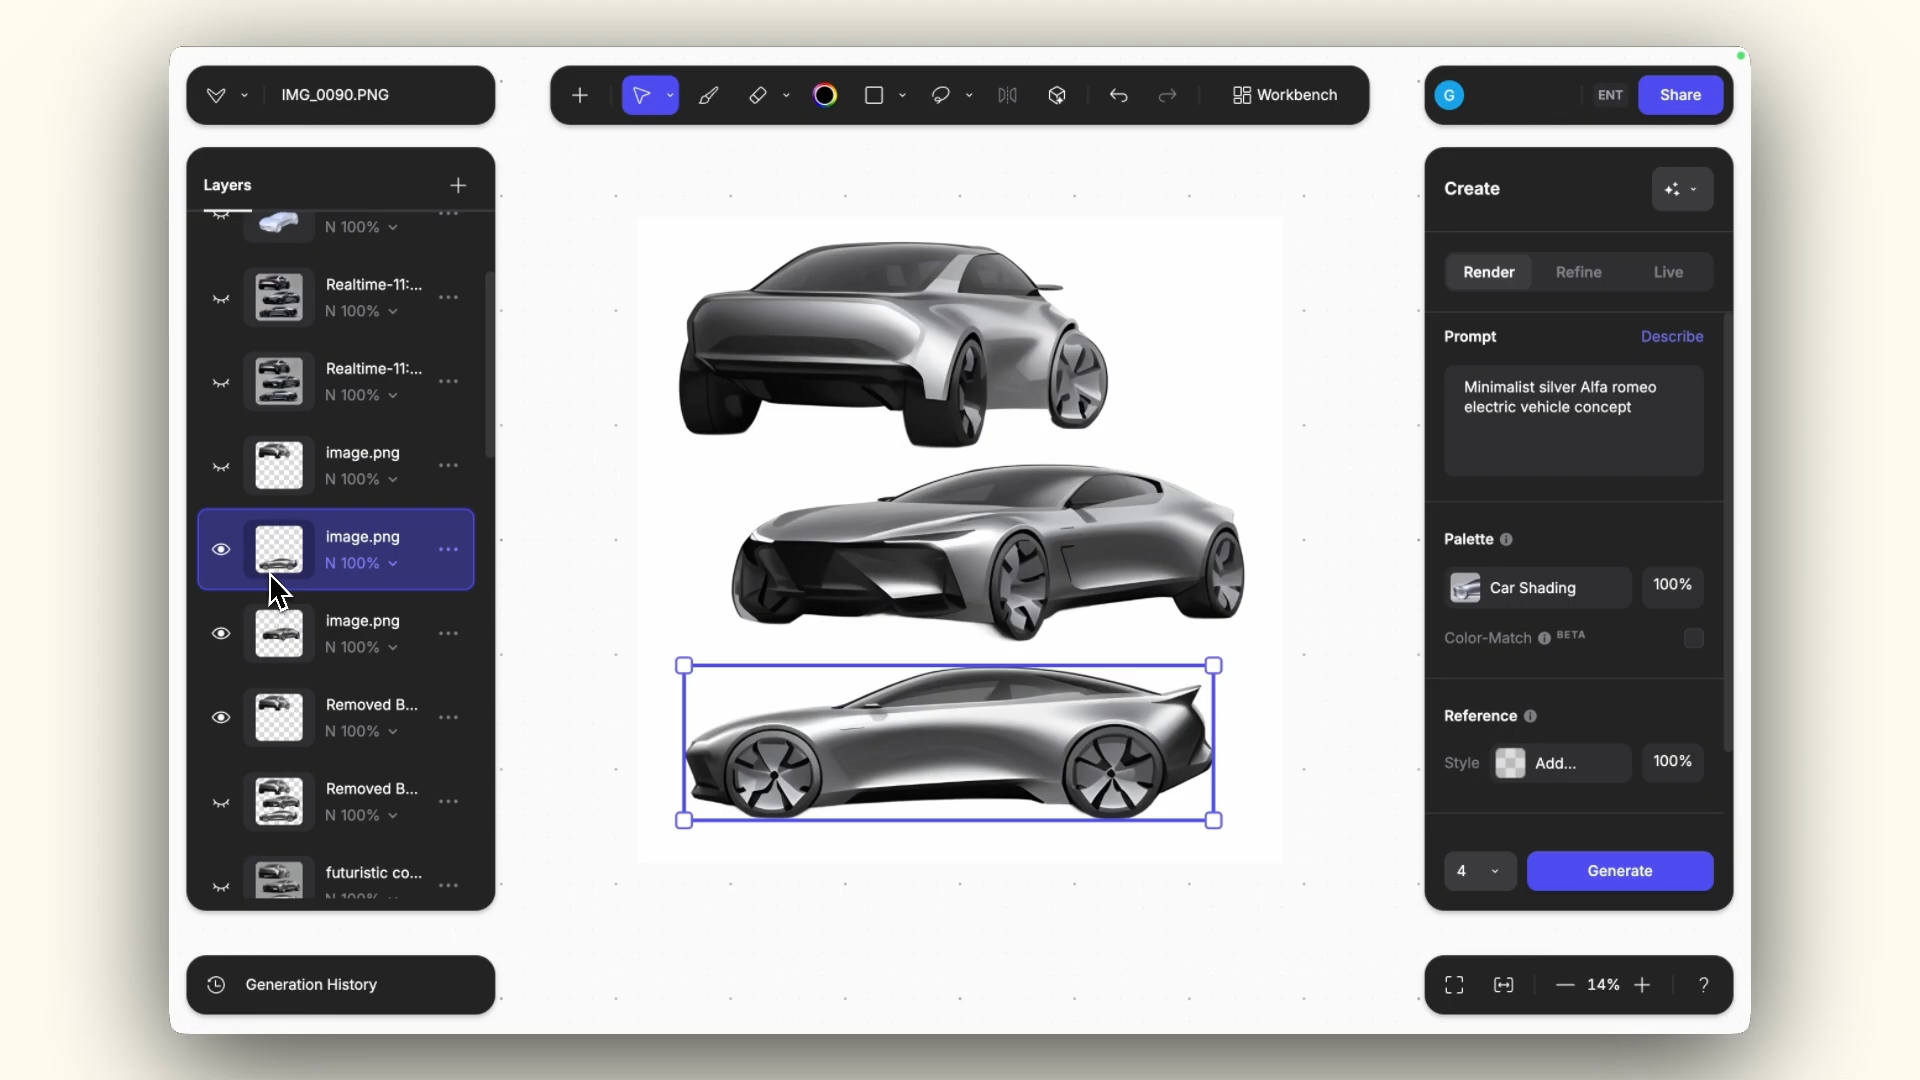 IMG_0090.PNG
Workbench
G
ENT
Share
Layers
N 100%
Realtime-11:...
N 100%
Realtime-11:...
N 100%
image.png
N 100%
image.png
N 100%
image.png
N 100%
Removed B...
N 100%
Removed B...
N 100%
futuristic co...
N 100%
Generation History
Create
Render Refine Live
Prompt Describe
Minimalist silver Alfa romeo
electric vehicle concept
Palette
Car Shading 100%
Color-Match BETA
Reference
Style Add... 100%
4 Generate
14% ?